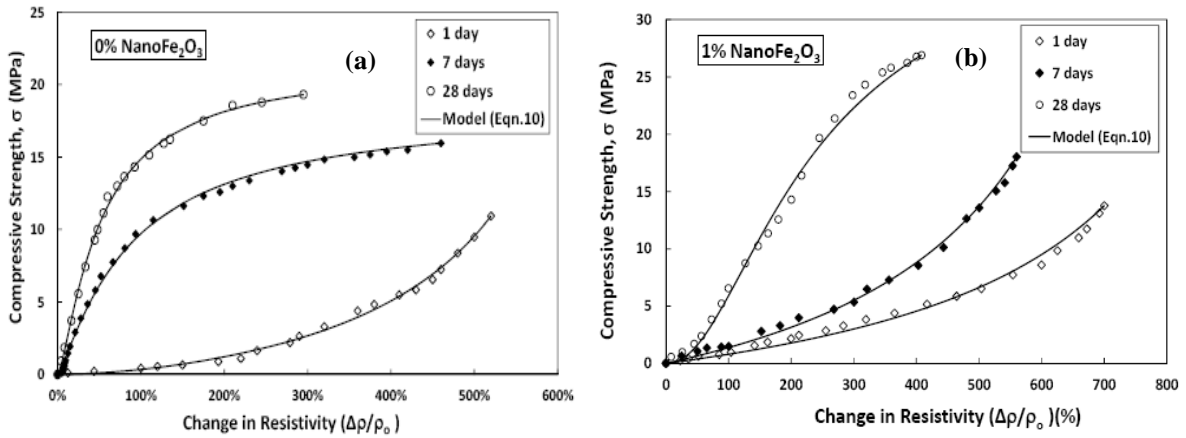 25
20
15
10
5
0
Compressive Strength, σ (MPa)
0% NanoFe₂O₃
(a)
1 day
7 days
28 days
Model (Eqn.10)
0% 100% 200% 300% 400% 500% 600%
Change in Resistivity (Δρ/ρₒ)
30
25
20
15
10
5
0
Compressive Strength, σ (MPa)
1% NanoFe₂O₃
(b)
1 day
7 days
28 days
Model (Eqn.10)
0 100 200 300 400 500 600 700 800
Change in Resistivity (Δρ/ρₒ)(%)